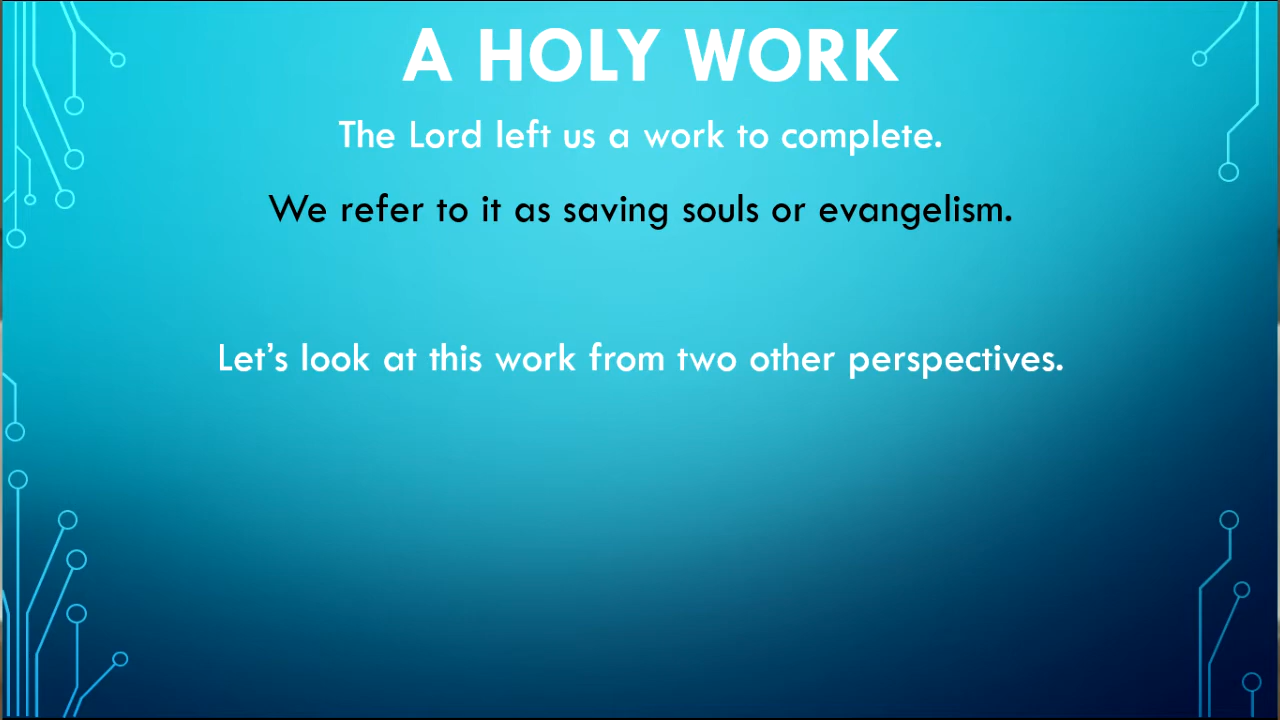 A HOLY WORK
The Lord left us a work to complete.
We refer to it as saving souls or evangelism.
Let’s look at this work from two other perspectives.